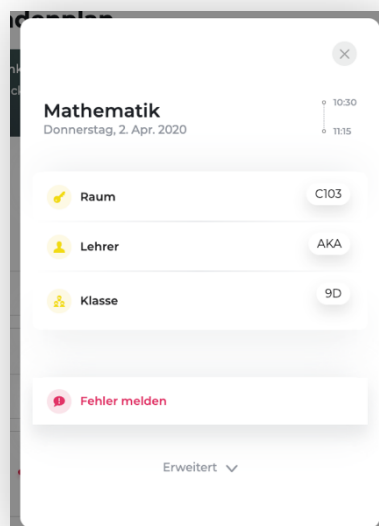 Mathematik
Donnerstag, 2. Apr. 2020
10:30
11:15
Raum
C103
Lehrer
AKA
Klasse
9D
Fehler melden
Erweitert